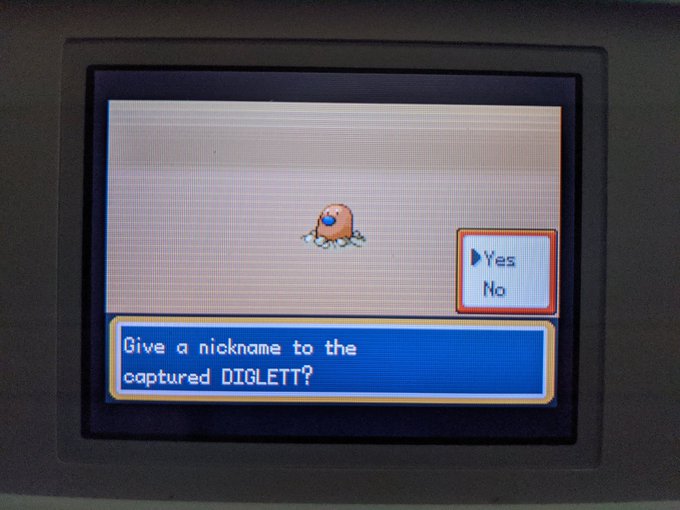 Yes
No
Give a nickname to the
captured DIGLETT?